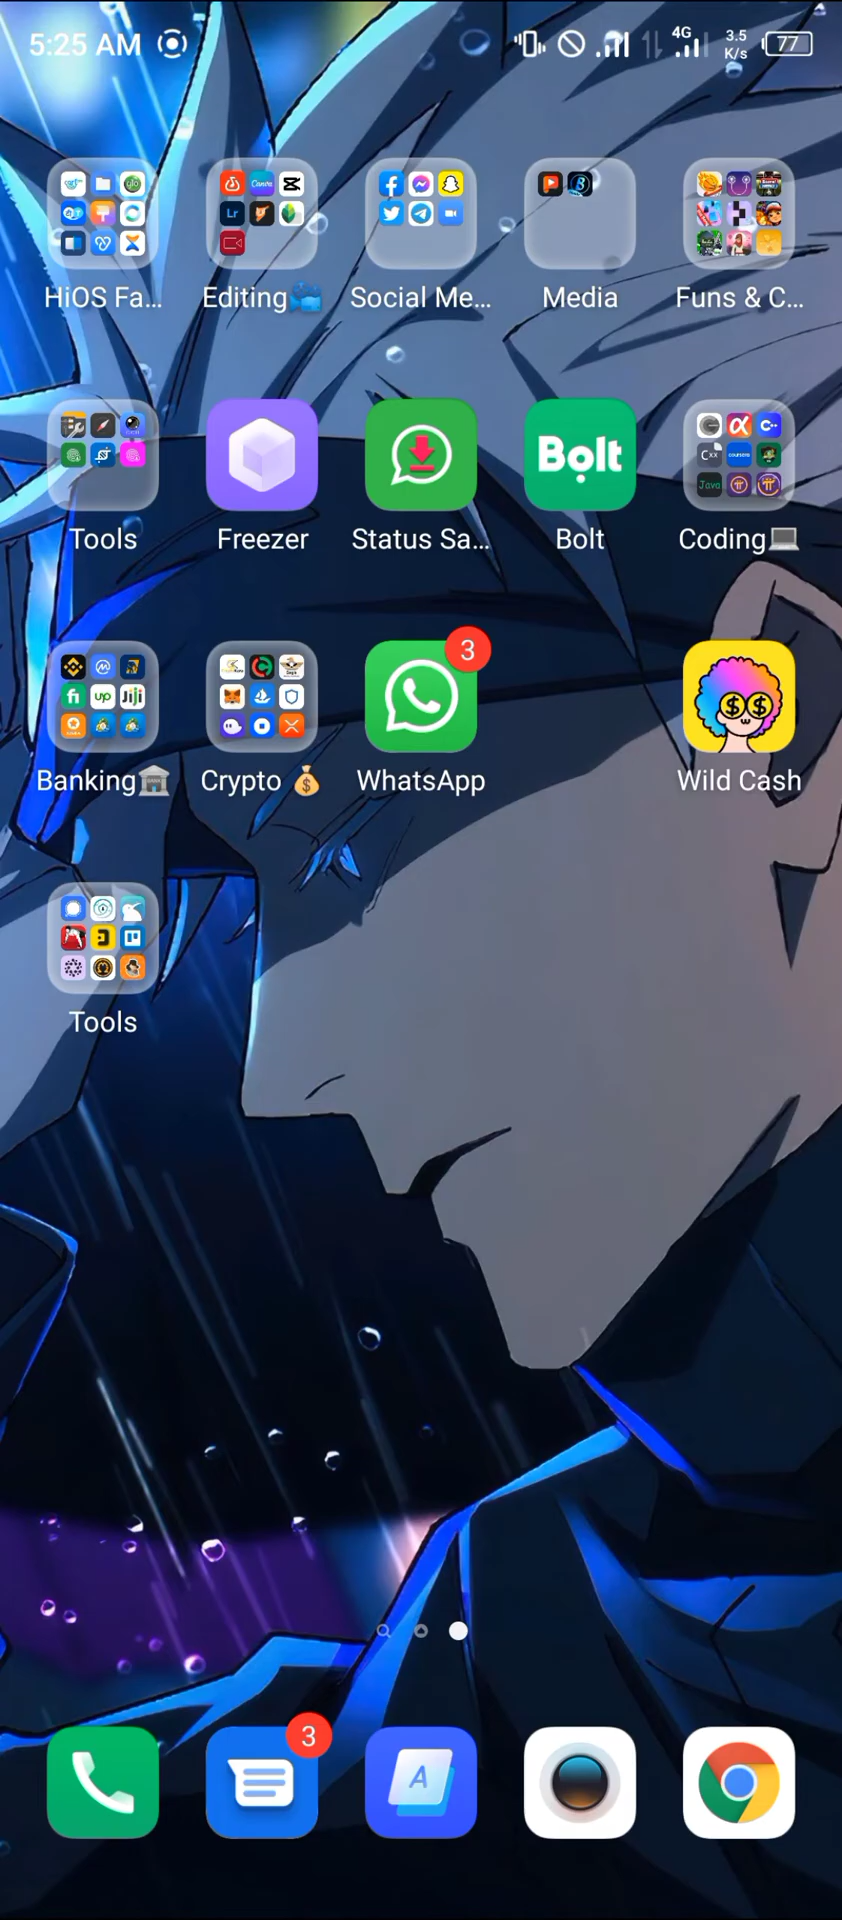 5:25 AM 4G 3.5 K/s 77
HiOS Fa... Editing Social Me... Media Funs & C...
Bolt
Tools Freezer Status Sa... Bolt Coding
3
Banking Crypto WhatsApp Wild Cash
Tools
3
A